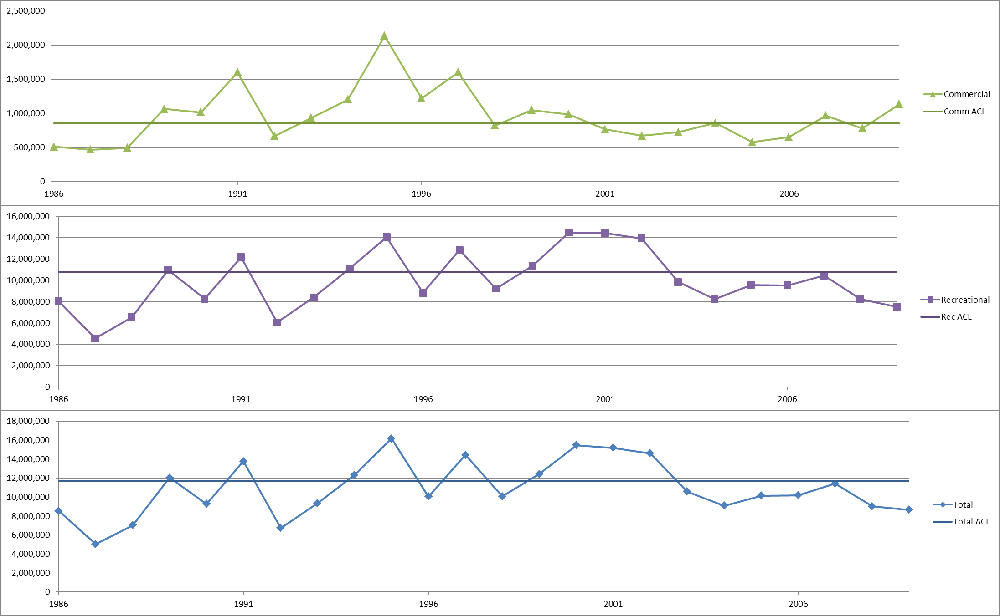 2,500,000
2,000,000
1,500,000
1,000,000
500,000
0
1986 1991 1996 2001 2006
Commercial
Comm ACL
16,000,000
14,000,000
12,000,000
10,000,000
8,000,000
6,000,000
4,000,000
2,000,000
0
1986 1991 1996 2001 2006
Recreational
Rec ACL
18,000,000
16,000,000
14,000,000
12,000,000
10,000,000
8,000,000
6,000,000
4,000,000
2,000,000
0
1986 1991 1996 2001 2006
Total
Total ACL